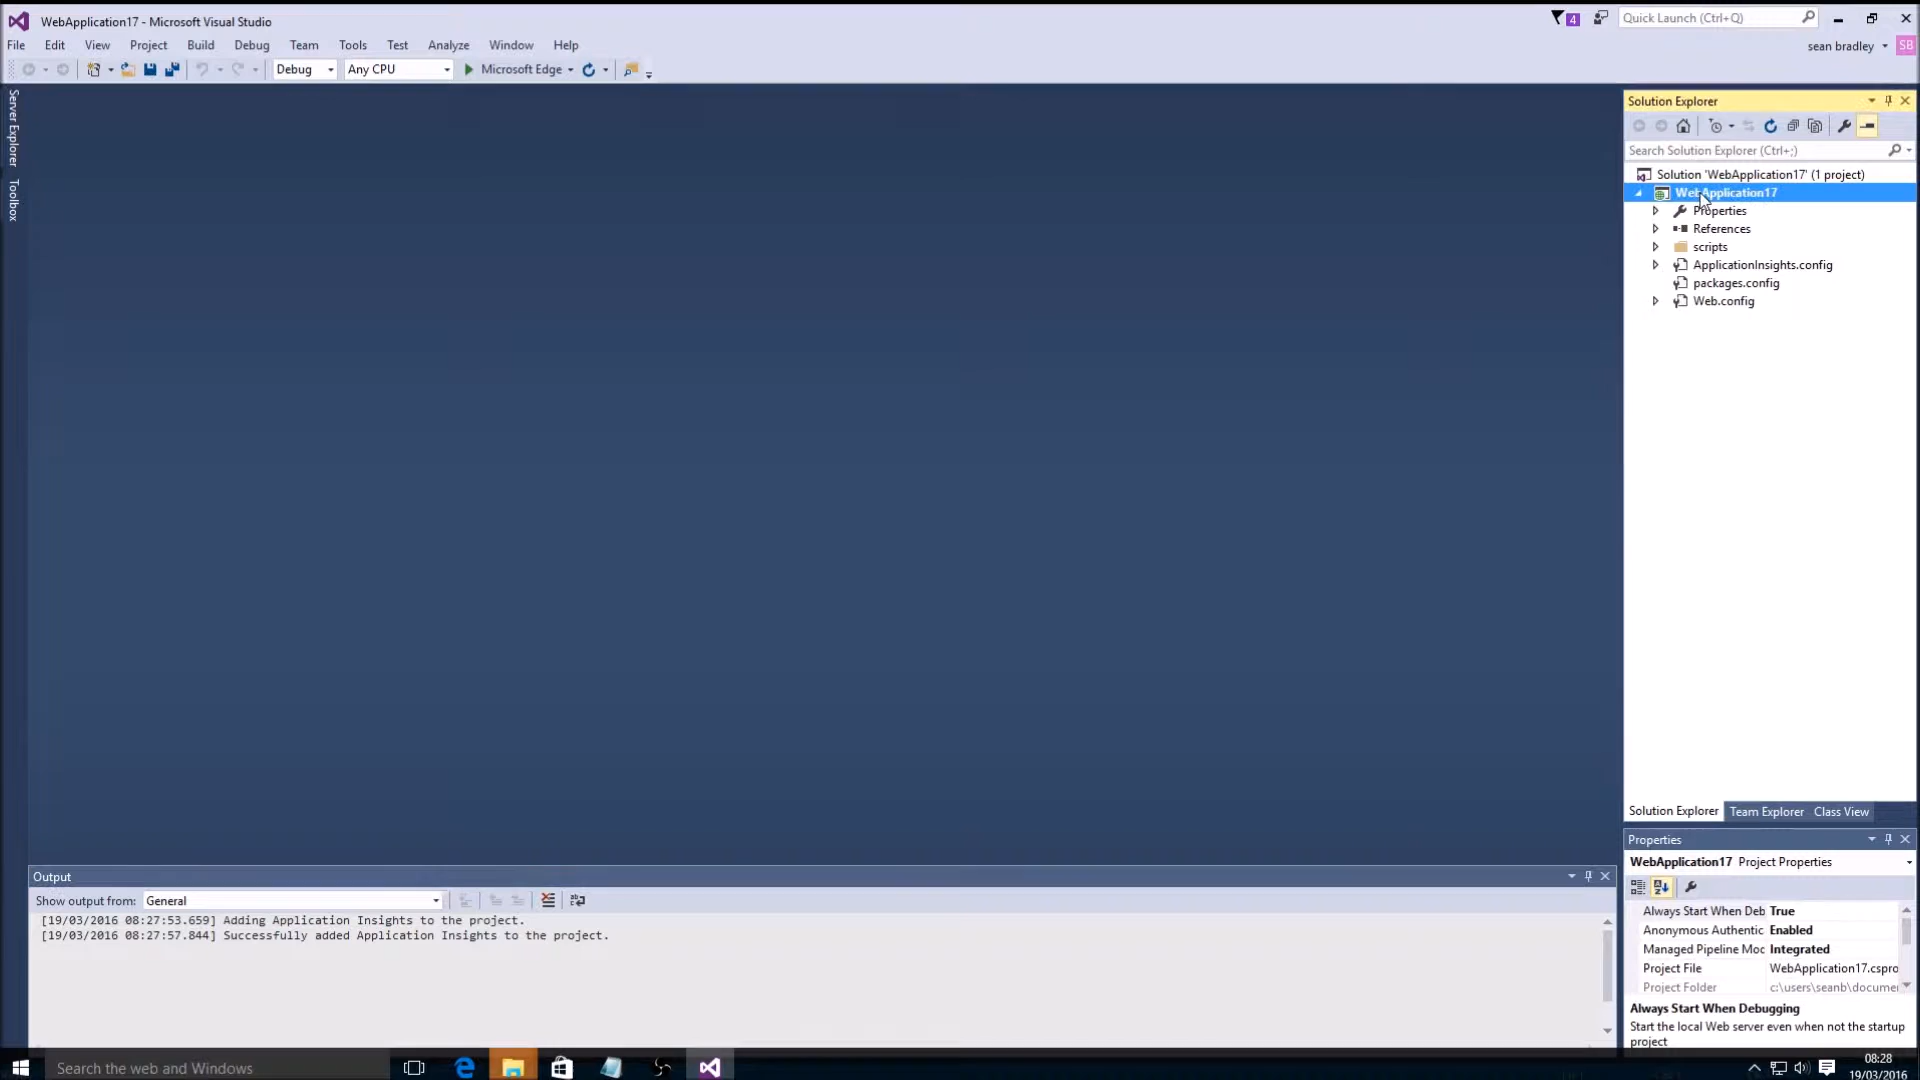 WebApplication17 - Microsoft Visual Studio
4
Quick Launch (Ctrl+Q)
File Edit View Project Build Debug Team Tools Test Analyze Window Help
sean bradley
SB
Debug Any CPU Microsoft Edge
Server Explorer
Toolbox
Solution Explorer
Search Solution Explorer (Ctrl+;)
Solution 'WebApplication17' (1 project)
WebApplication17
Properties
References
scripts
ApplicationInsights.config
packages.config
Web.config
Solution Explorer Team Explorer Class View
Properties
WebApplication17 Project Properties
Always Start When Deb True
Anonymous Authentic Enabled
Managed Pipeline Moc Integrated
Project File WebApplication17.cspro
Project Folder c:\users\seanb\documer
Always Start When Debugging
Start the local Web server even when not the startup
project
Output
Show output from: General
[19/03/2016 08:27:53.659] Adding Application Insights to the project.
[19/03/2016 08:27:57.844] Successfully added Application Insights to the project.
Search the web and Windows
08:28
19/03/2016